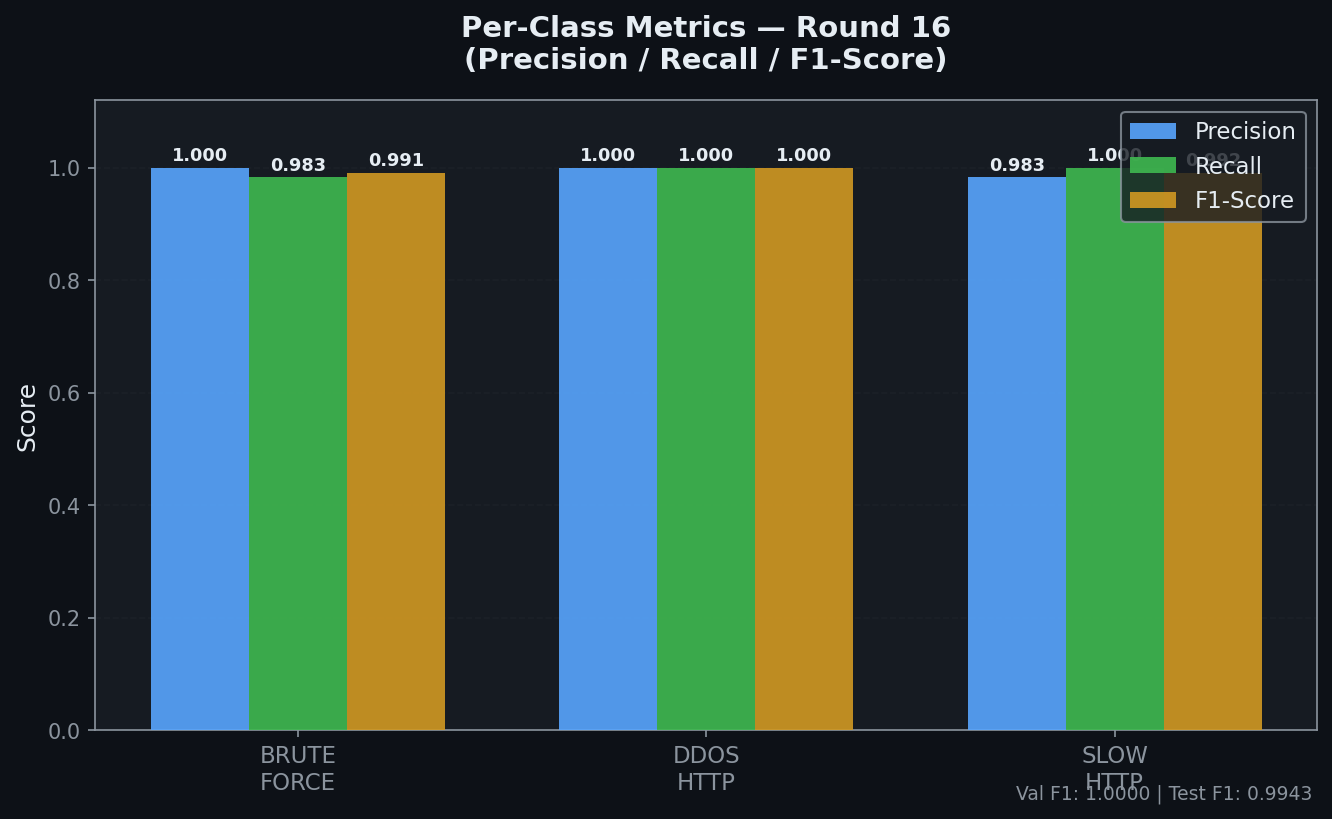 Per-Class Metrics — Round 16
(Precision / Recall / F1-Score)
Precision
Recall
F1-Score
1.000
0.983
0.991
1.000
1.000
1.000
0.983
1.000
0.992
Score
1.0
0.8
0.6
0.4
0.2
0.0
BRUTE
FORCE
DDOS
HTTP
SLOW
HTTP
Val F1: 1.0000 | Test F1: 0.9943